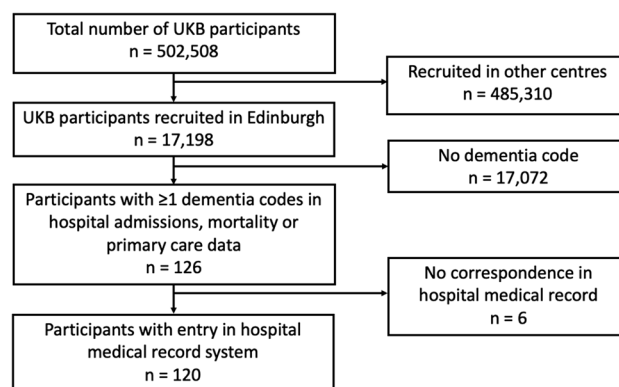 Total number of UKB participants
n = 502,508
Recruited in other centres
n = 485,310
UKB participants recruited in Edinburgh
n = 17,198
No dementia code
n = 17,072
Participants with ≥1 dementia codes in
hospital admissions, mortality or
primary care data
n = 126
No correspondence in
hospital medical record
n = 6
Participants with entry in hospital
medical record system
n = 120